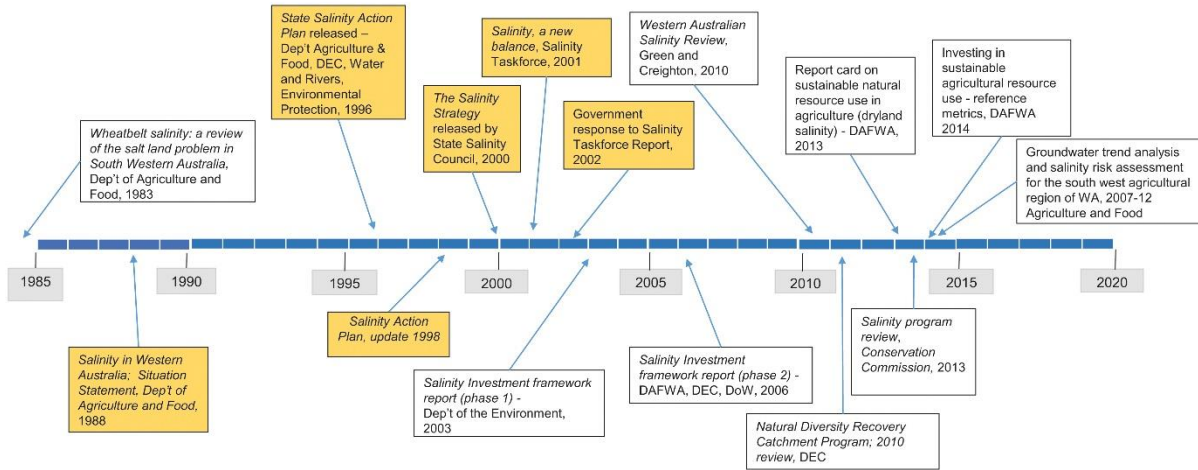 Wheatbelt salinity: a review
of the salt land problem in
South Western Australia,
Dep't of Agriculture and
Food, 1983
State Salinity Action
Plan released –
Dep't Agriculture &
Food, DEC, Water
and Rivers,
Environmental
Protection, 1996
The Salinity
Strategy
released by
State Salinity
Council, 2000
Salinity, a new
balance, Salinity
Taskforce, 2001
Government
response to Salinity
Taskforce Report,
2002
Western Australian
Salinity Review,
Green and
Creighton, 2010
Report card on
sustainable natural
resource use in
agriculture (dryland
salinity) - DAFWA,
2013
Investing in
sustainable
agricultural resource
use - reference
metrics, DAFWA
2014
Groundwater trend analysis
and salinity risk assessment
for the south west agricultural
region of WA, 2007-12
Agriculture and Food
1985
1990
1995
2000
2005
2010
2015
2020
Salinity in Western
Australia; Situation
Statement, Dep't of
Agriculture and Food,
1988
Salinity Action
Plan, update 1998
Salinity Investment framework
report (phase 1) -
Dep't of the Environment,
2003
Salinity Investment
framework report (phase 2) -
DAFWA, DEC, DoW, 2006
Natural Diversity Recovery
Catchment Program; 2010
review, DEC
Salinity program
review,
Conservation
Commission, 2013